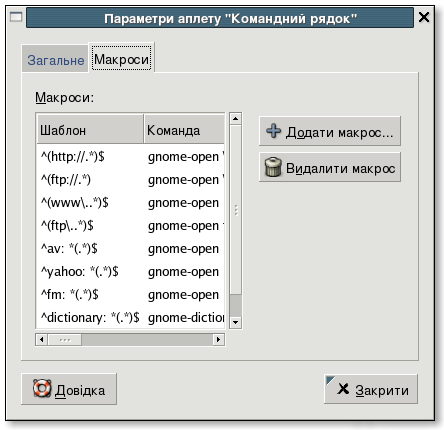 Параметри аплету "Командний рядок"
Загальне Макроси
Макроси:
Шаблон Команда
^(http://.*)$ gnome-open \
^(ftp://.*) gnome-open \
^(www\..*)$ gnome-open
^(ftp\..*)$ gnome-open
^av: *(.*)$ gnome-open
^yahoo: *(.*)$ gnome-open
^fm: *(.*)$ gnome-open
^dictionary: *(.*)$ gnome-diction
Додати макрос...
Видалити макрос
Довідка Закрити